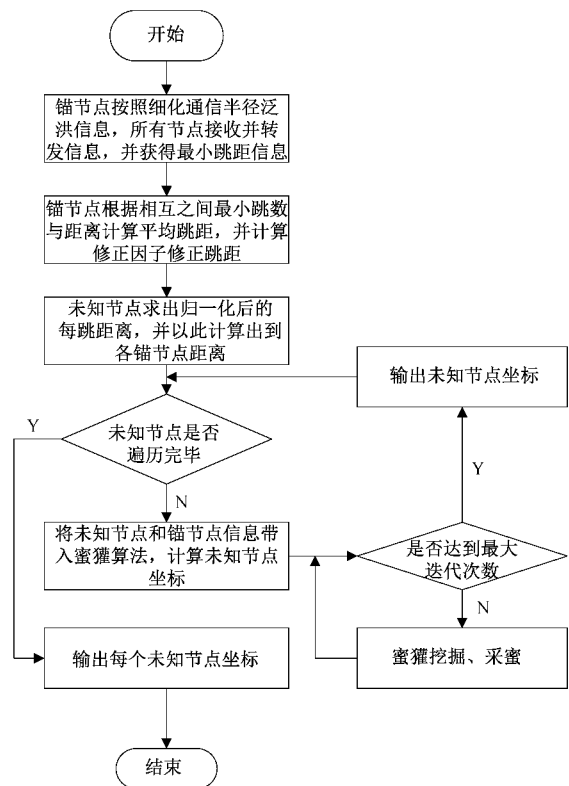 开始
锚节点按照细化通信半径泛
洪信息，所有节点接收并转
发信息，并获得最小跳距信息
锚节点根据相互之间最小跳数
与距离计算平均跳距，并计算
修正因子修正跳距
未知节点求出归一化后的
每跳距离，并以此计算出到
各锚节点距离
输出未知节点坐标
Y
未知节点是否
遍历完毕
Y
N
将未知节点和锚节点信息带
入蜜獾算法，计算未知节点
坐标
是否达到最大
迭代次数
N
输出每个未知节点坐标
蜜獾挖掘、采蜜
结束